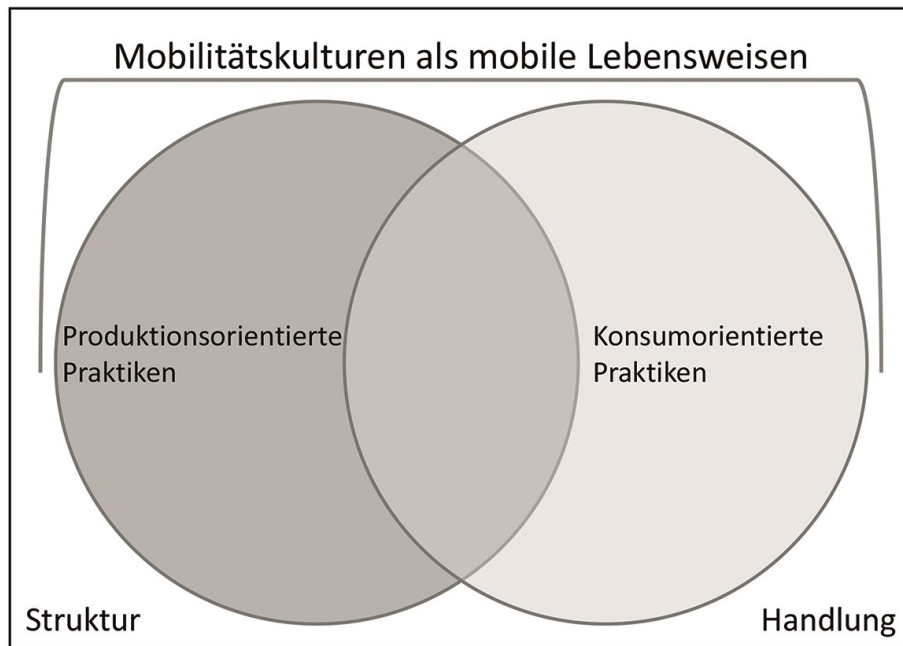 Mobilitätskulturen als mobile Lebensweisen
Produktionsorientierte
Praktiken
Konsumorientierte
Praktiken
Struktur
Handlung